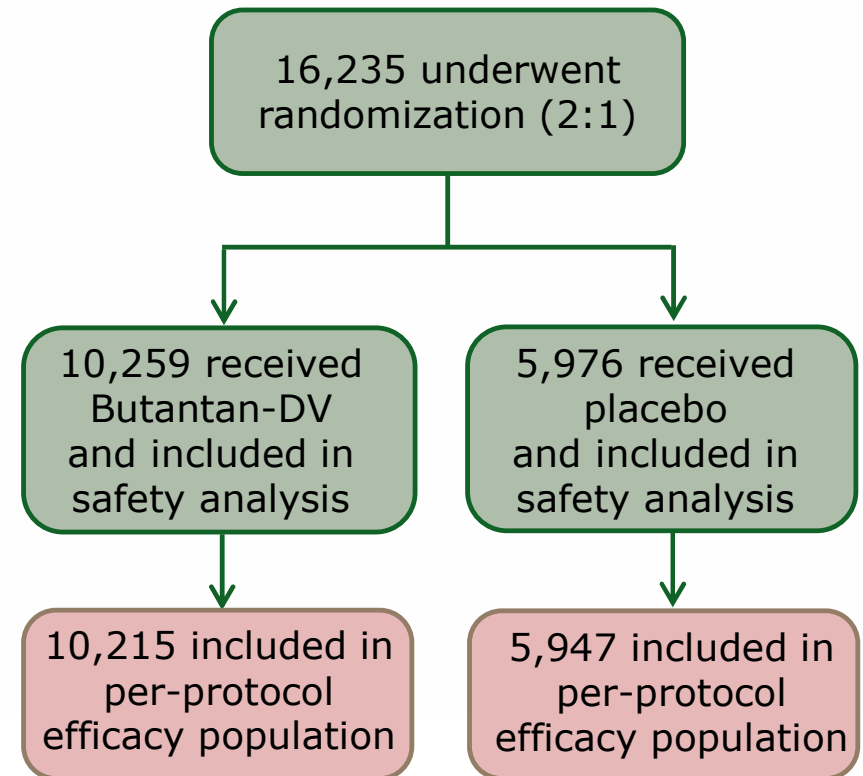 16,235 underwent
randomization (2:1)
10,259 received
Butantan-DV
and included in
safety analysis
5,976 received
placebo
and included in
safety analysis
10,215 included in
per-protocol
efficacy population
5,947 included in
per-protocol
efficacy population